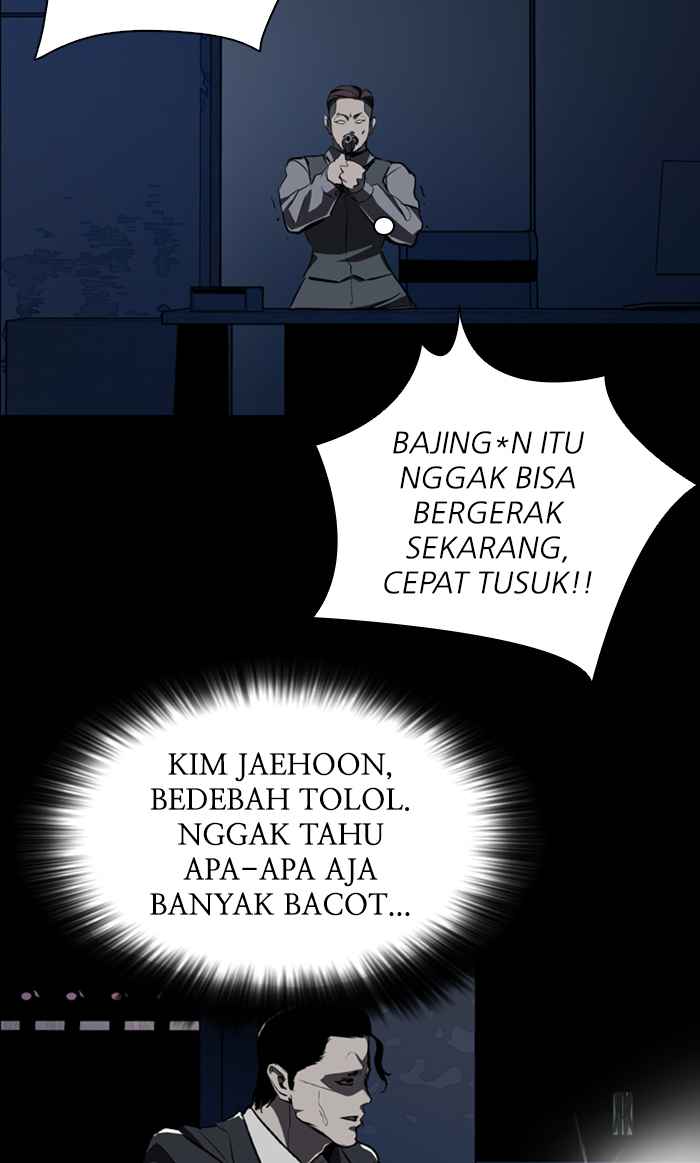 BAJING*N ITU
NGGAK BISA
BERGERAK
SEKARANG,
CEPAT TUSUK!!
KIM JAEHOON,
BEDEBAH TOLOL.
NGGAK TAHU
APA-APA AJA
BANYAK BACOT...